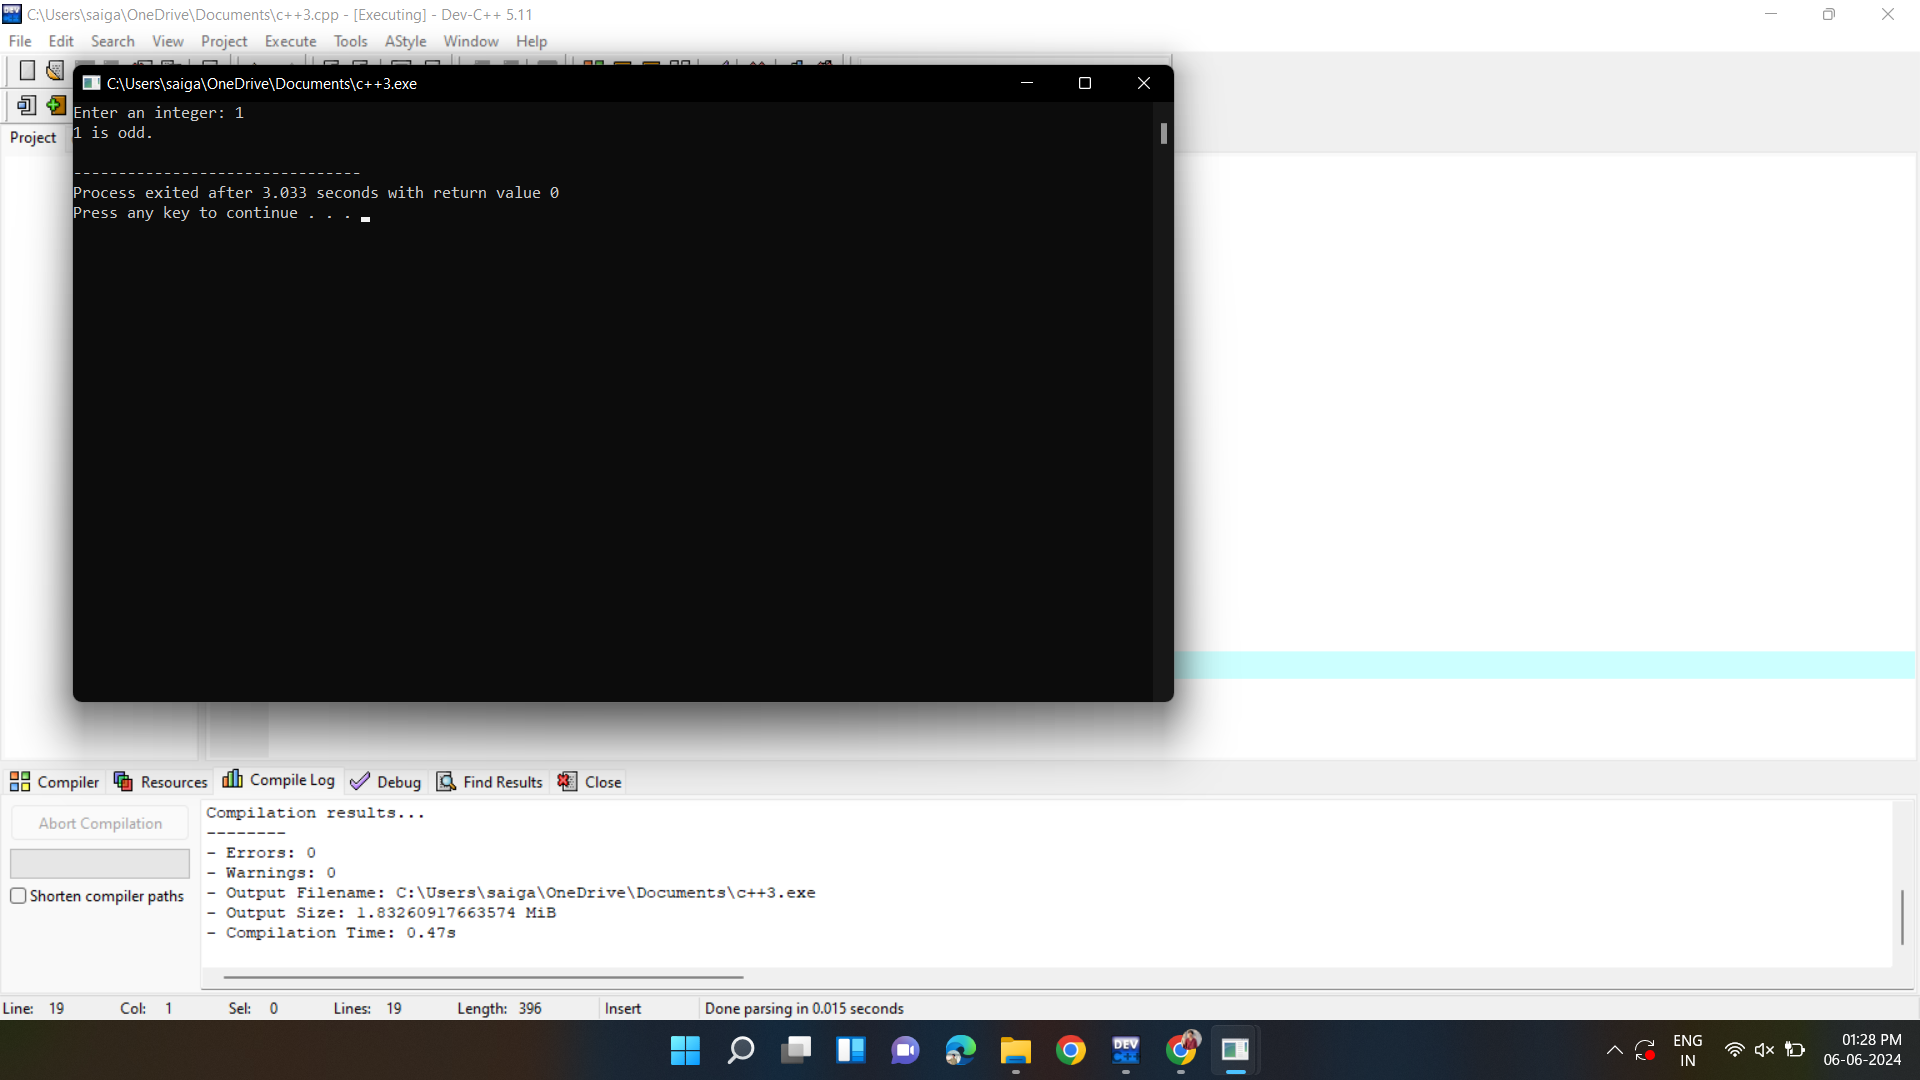 C:\Users\saiga\OneDrive\Documents\c++3.cpp - [Executing] - Dev-C++ 5.11
File Edit Search View Project Execute Tools AStyle Window Help
C:\Users\saiga\OneDrive\Documents\c++3.exe
Project
Enter an integer: 1
1 is odd.
--------------------------------
Process exited after 3.033 seconds with return value 0
Press any key to continue . . .
Compiler Resources Compile Log Debug Find Results Close
Abort Compilation
Shorten compiler paths
Compilation results...
--------
- Errors: 0
- Warnings: 0
- Output Filename: C:\Users\saiga\OneDrive\Documents\c++3.exe
- Output Size: 1.83260917663574 MiB
- Compilation Time: 0.47s
Line: 19 Col: 1 Sel: 0 Lines: 19 Length: 396 Insert Done parsing in 0.015 seconds
DEV
ENG
IN
01:28 PM
06-06-2024